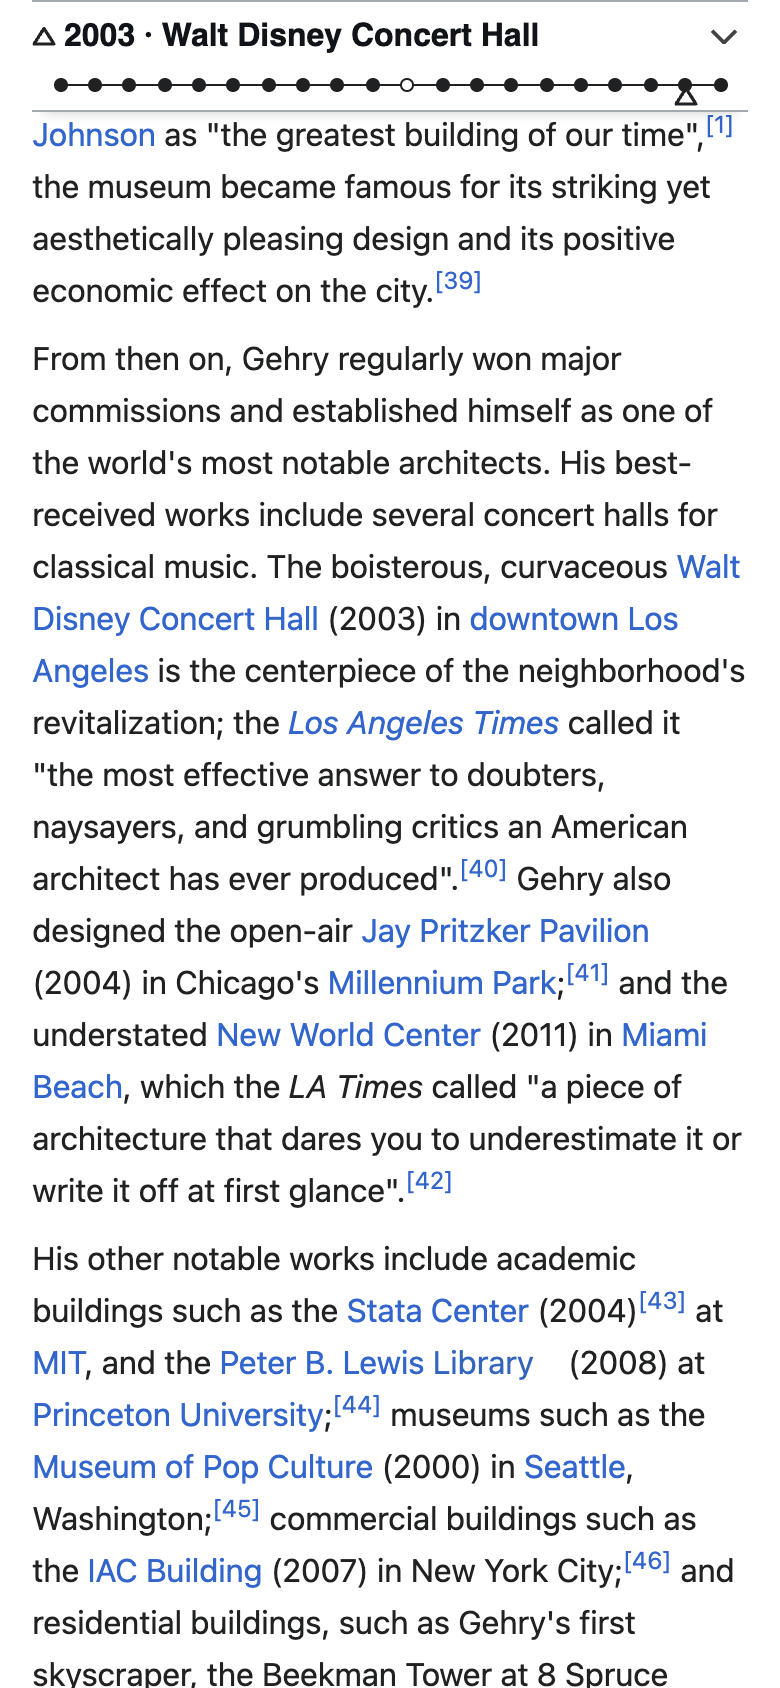 △ 2003 · Walt Disney Concert Hall
Johnson as "the greatest building of our time",[1]
the museum became famous for its striking yet
aesthetically pleasing design and its positive
economic effect on the city.[39]
From then on, Gehry regularly won major
commissions and established himself as one of
the world's most notable architects. His best-
received works include several concert halls for
classical music. The boisterous, curvaceous Walt
Disney Concert Hall (2003) in downtown Los
Angeles is the centerpiece of the neighborhood's
revitalization; the Los Angeles Times called it
"the most effective answer to doubters,
naysayers, and grumbling critics an American
architect has ever produced".[40] Gehry also
designed the open-air Jay Pritzker Pavilion
(2004) in Chicago's Millennium Park;[41] and the
understated New World Center (2011) in Miami
Beach, which the LA Times called "a piece of
architecture that dares you to underestimate it or
write it off at first glance".[42]
His other notable works include academic
buildings such as the Stata Center (2004)[43] at
MIT, and the Peter B. Lewis Library (2008) at
Princeton University;[44] museums such as the
Museum of Pop Culture (2000) in Seattle,
Washington;[45] commercial buildings such as
the IAC Building (2007) in New York City;[46] and
residential buildings, such as Gehry's first
skyscraper, the Beekman Tower at 8 Spruce